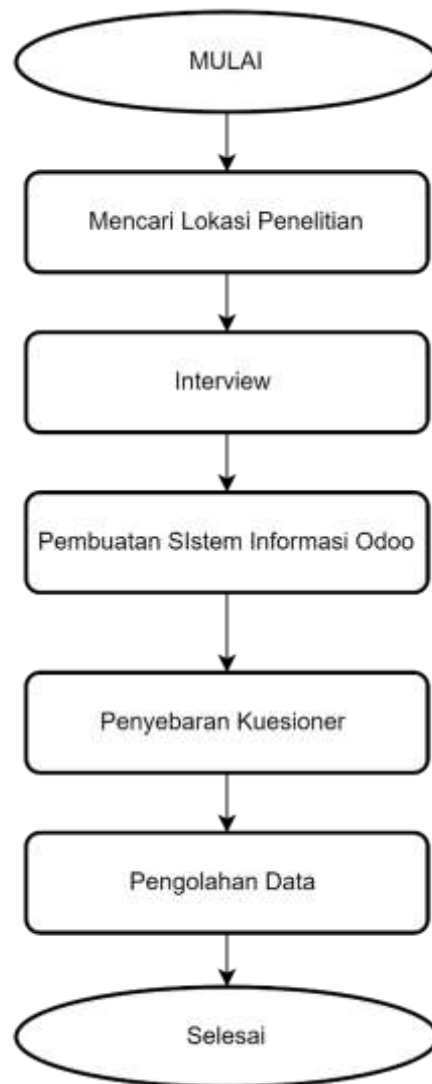 MULAI
Mencari Lokasi Penelitian
Interview
Pembuatan SIstem Informasi Odoo
Penyebaran Kuesioner
Pengolahan Data
Selesai